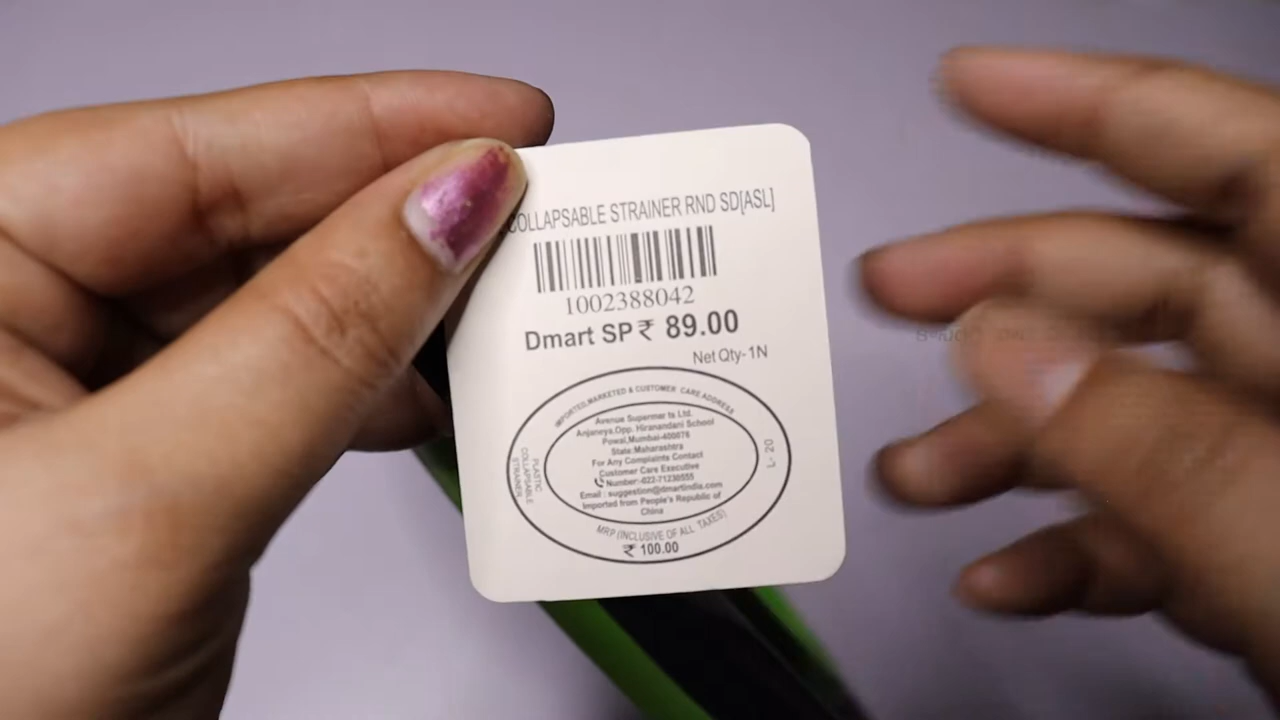 COLLAPSABLE STRAINER RND SD[ASL]
1002388042
Dmart SP ₹ 89.00
Net Qty- 1N
IMPORTED, MARKETED & CUSTOMER CARE ADDRESS
Avenue Supermar ts Ltd.
Anjaneya,Opp. Hiranandani School
Powai,Mumbai-400076
State:Maharashtra
For Any Complaints Contact
Customer Care Executive
Number:-022-71230555
Email : suggestion@dmartindia.com
Imported from People's Republic of
China
PLASTIC
COLLAPSABLE
STRAINER
L- 20
MRP (INCLUSIVE OF ALL TAXES)
₹ 100.00